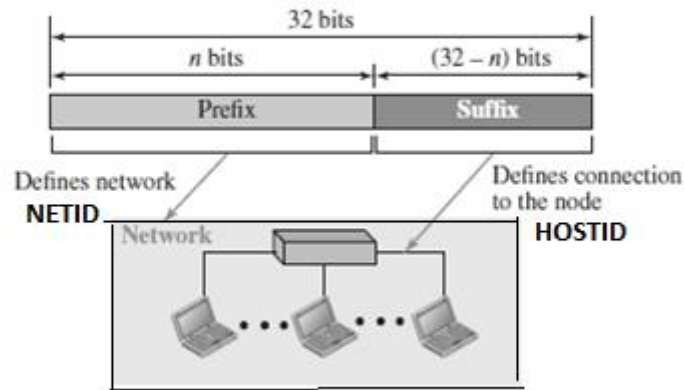 32 bits
n bits
(32 – n) bits
Prefix
Suffix
Defines network
NETID
Defines connection
to the node
HOSTID
Network